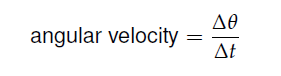 angular velocity = Δθ/Δt